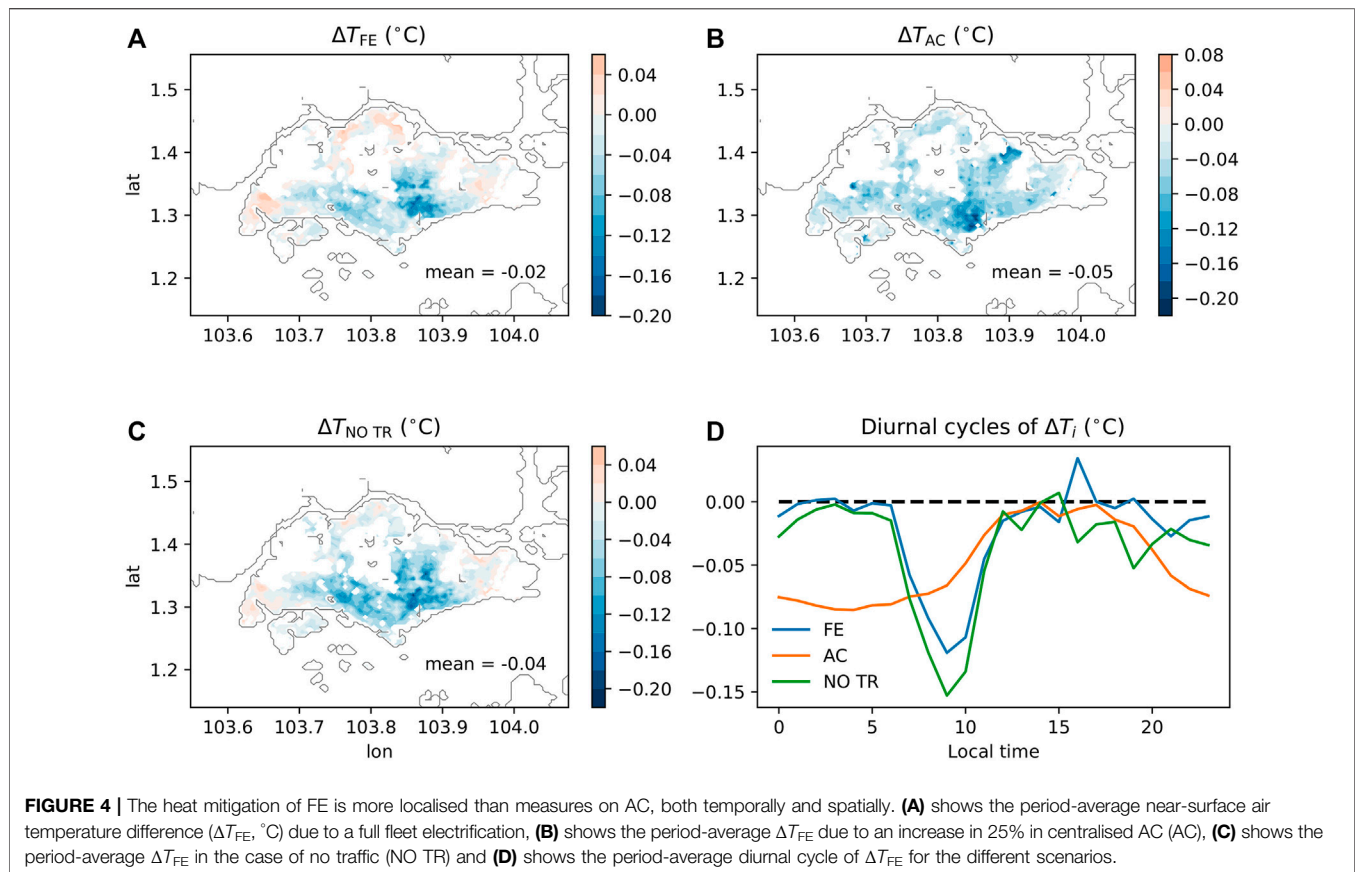 A
ΔT_FE (°C)
1.5
1.4
1.3
1.2
lat
mean = -0.02
103.6 103.7 103.8 103.9 104.0
0.04
0.00
−0.04
−0.08
−0.12
−0.16
−0.20
B
ΔT_AC (°C)
1.5
1.4
1.3
1.2
mean = -0.05
103.6 103.7 103.8 103.9 104.0
0.08
0.04
0.00
−0.04
−0.08
−0.12
−0.16
−0.20
C
ΔT_NO TR (°C)
1.5
1.4
1.3
1.2
lat
mean = -0.04
103.6 103.7 103.8 103.9 104.0
lon
0.04
0.00
−0.04
−0.08
−0.12
−0.16
−0.20
D
Diurnal cycles of ΔT_i (°C)
0.00
−0.05
−0.10
−0.15
FE
AC
NO TR
0 5 10 15 20
Local time
FIGURE 4 | The heat mitigation of FE is more localised than measures on AC, both temporally and spatially. (A) shows the period-average near-surface air
temperature difference (ΔT_FE, °C) due to a full fleet electrification, (B) shows the period-average ΔT_FE due to an increase in 25% in centralised AC (AC), (C) shows the
period-average ΔT_FE in the case of no traffic (NO TR) and (D) shows the period-average diurnal cycle of ΔT_FE for the different scenarios.